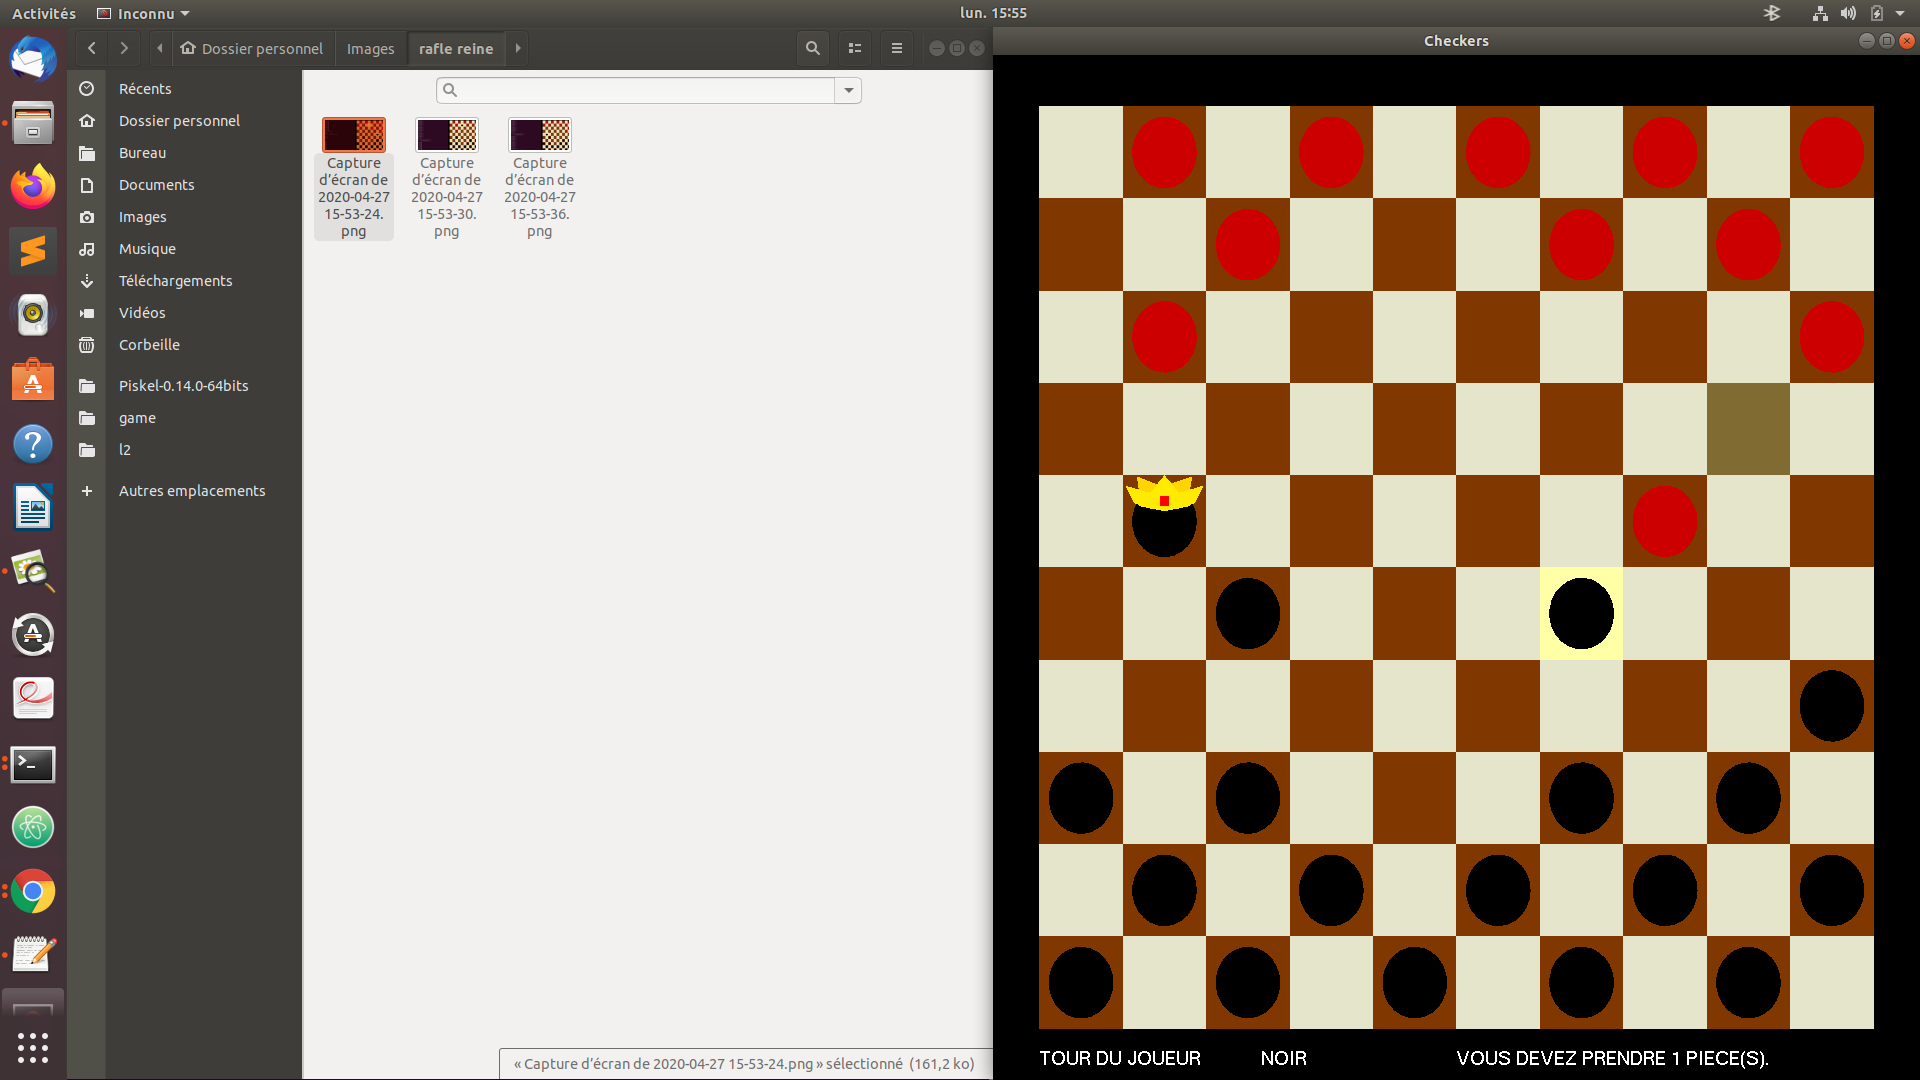 Activités
Inconnu
lun. 15:55
Dossier personnel
Images
rafle reine
Checkers
Récents
Dossier personnel
Bureau
Documents
Images
Musique
Téléchargements
Vidéos
Corbeille
Piskel-0.14.0-64bits
game
l2
Autres emplacements
Capture
d'écran de
2020-04-27
15-53-24.
png
Capture
d'écran de
2020-04-27
15-53-30.
png
Capture
d'écran de
2020-04-27
15-53-36.
png
« Capture d'écran de 2020-04-27 15-53-24.png » sélectionné (161,2 ko)
TOUR DU JOUEUR NOIR VOUS DEVEZ PRENDRE 1 PIECE(S).